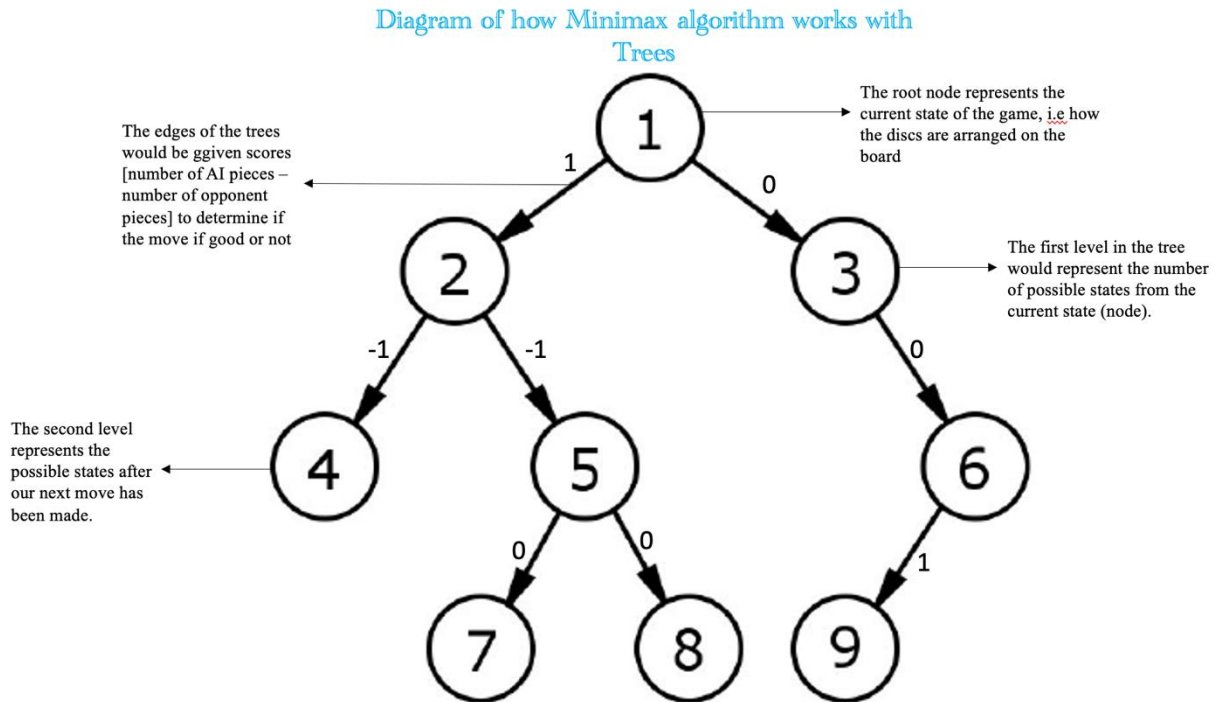 Diagram of how Minimax algorithm works with
Trees
The root node represents the
current state of the game, i.e how
the discs are arranged on the
board
The edges of the trees
would be ggiven scores
[number of AI pieces –
number of opponent
pieces] to determine if
the move if good or not
1
1
0
2
3
The first level in the tree
would represent the number
of possible states from the
current state (node).
-1
-1
0
The second level
represents the
possible states after
our next move has
been made.
4
5
6
0
0
1
7
8
9